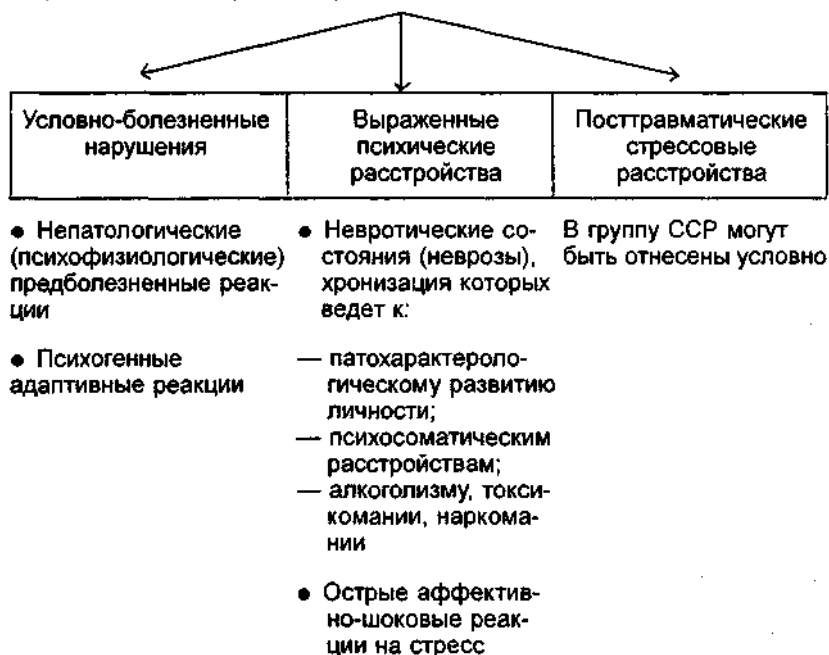 Условно-болезненные
нарушения
Выраженные
психические
расстройства
Посттравматические
стрессовые
расстройства
● Непатологические
(психофизиологические)
предболезненные реак-
ции
● Психогенные
адаптивные реакции
● Невротические со-
стояния (неврозы),
хронизация которых
ведет к:
— патохарактероло-
гическому развитию
личности;
— психосоматическим
расстройствам;
— алкоголизму, токси-
комании, наркома-
нии
● Острые аффектив-
но-шоковые реак-
ции на стресс
В группу ССР могут
быть отнесены условно